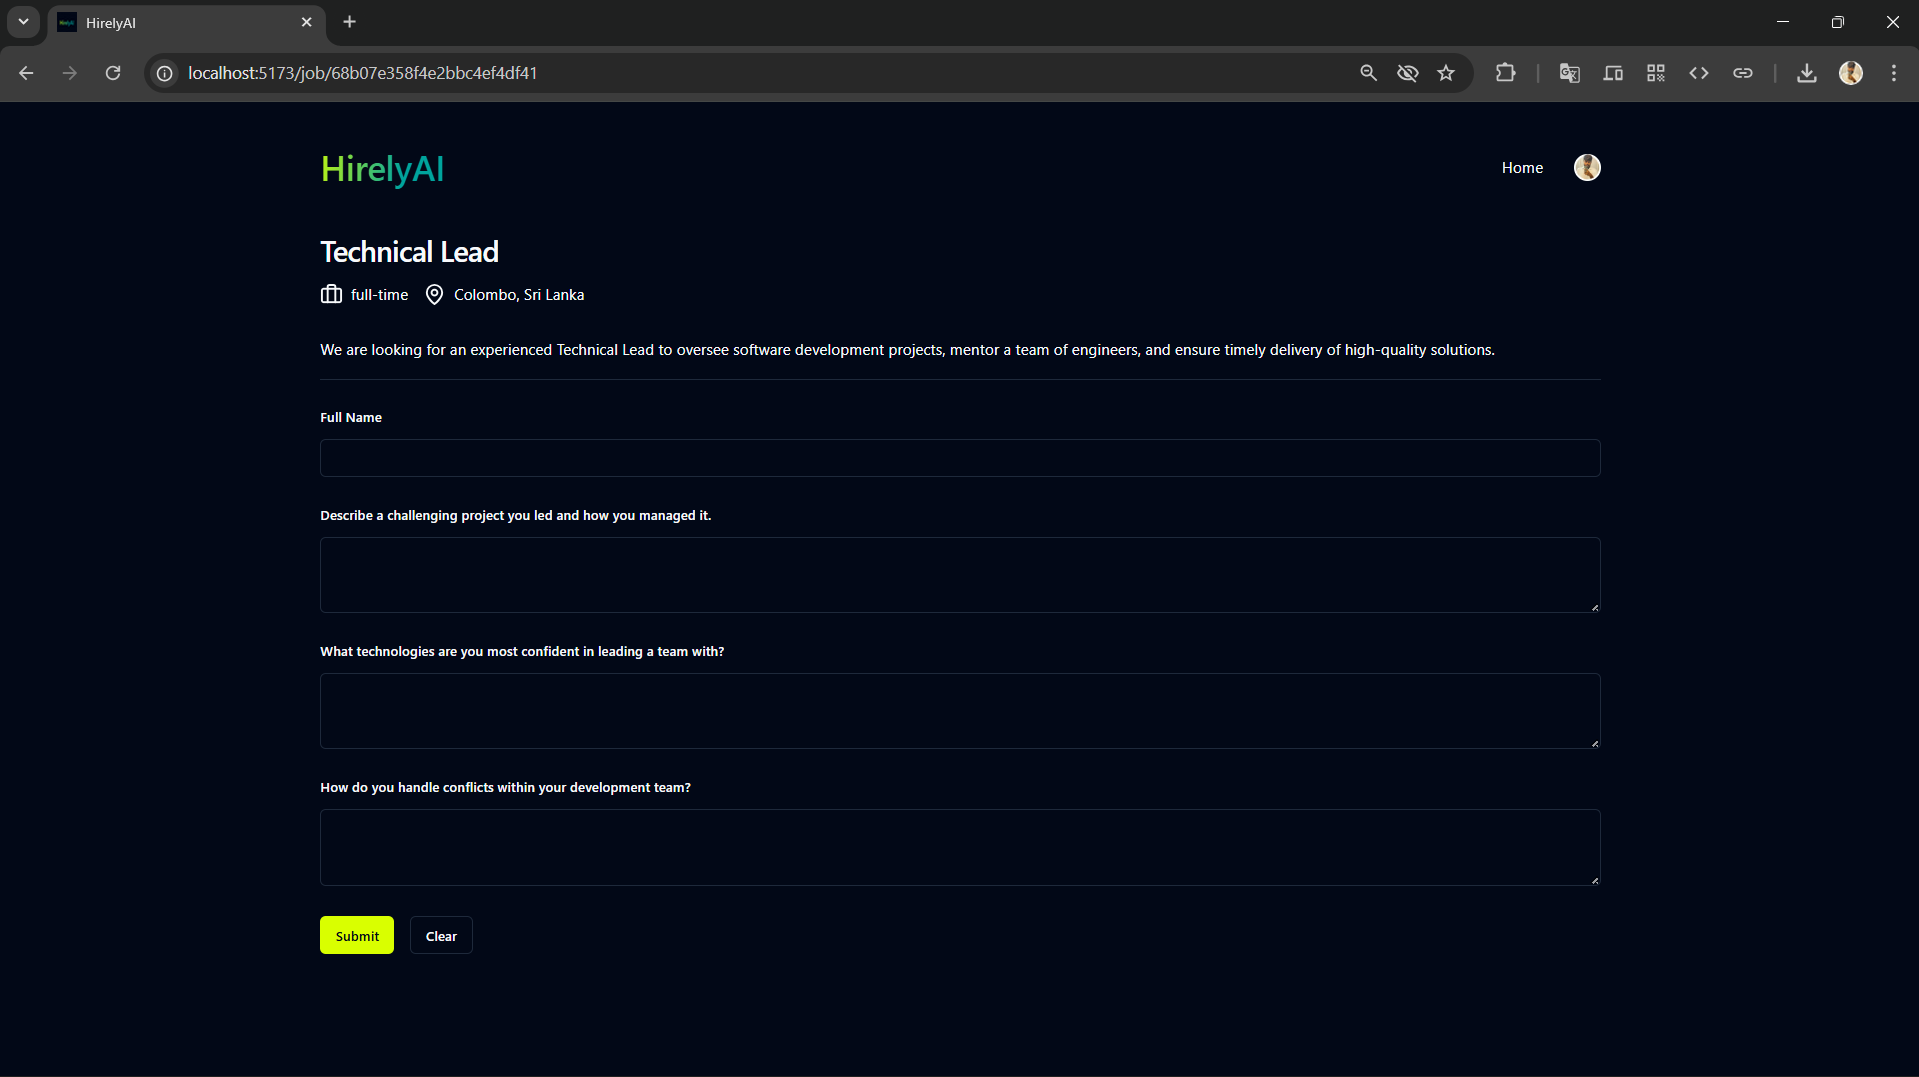 HirelyAI
localhost:5173/job/68b07e358f4e2bbc4ef4df41
HirelyAI
Home
Technical Lead
full-time
Colombo, Sri Lanka
We are looking for an experienced Technical Lead to oversee software development projects, mentor a team of engineers, and ensure timely delivery of high-quality solutions.
Full Name
Describe a challenging project you led and how you managed it.
What technologies are you most confident in leading a team with?
How do you handle conflicts within your development team?
Submit
Clear